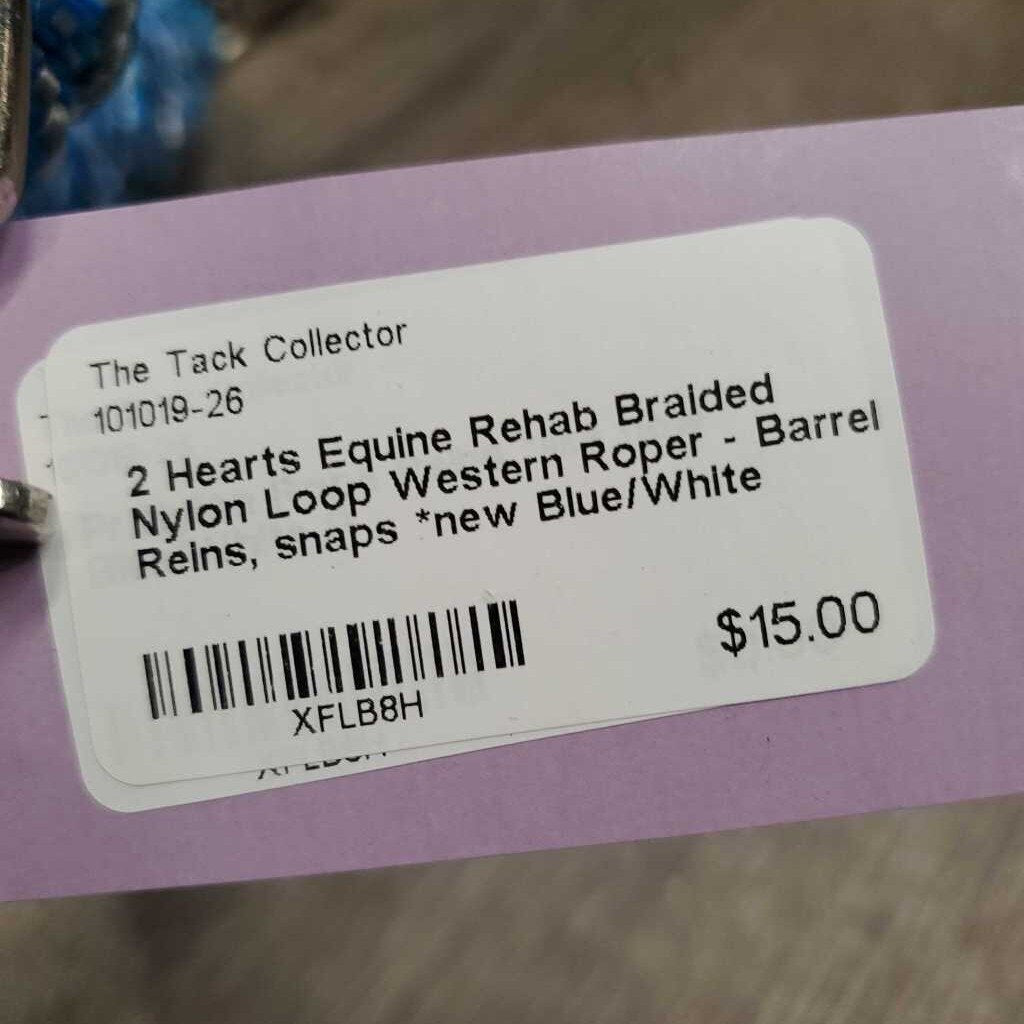 The Tack Collector
101019-26
2 Hearts Equine Rehab Braided
Nylon Loop Western Roper - Barrel
Reins, snaps *new Blue/White
$15.00
XFLB8H